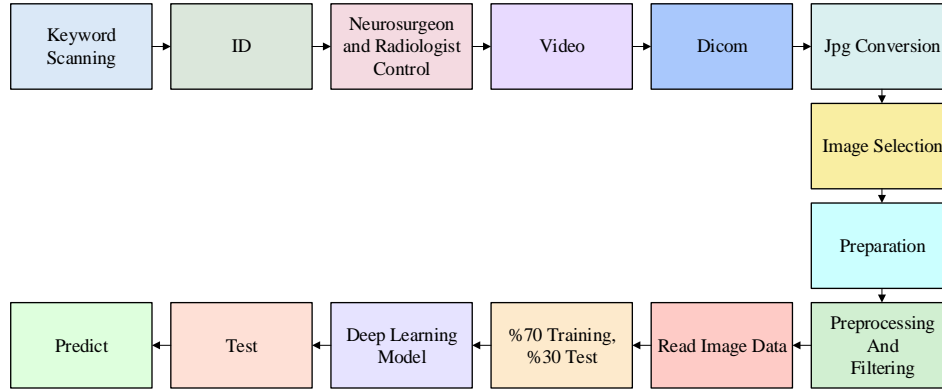 Keyword
Scanning
ID
Neurosurgeon
and Radiologist
Control
Video
Dicom
Jpg Conversion
Image Selection
Preparation
Preprocessing
And
Filtering
Read Image Data
%70 Training,
%30 Test
Deep Learning
Model
Test
Predict